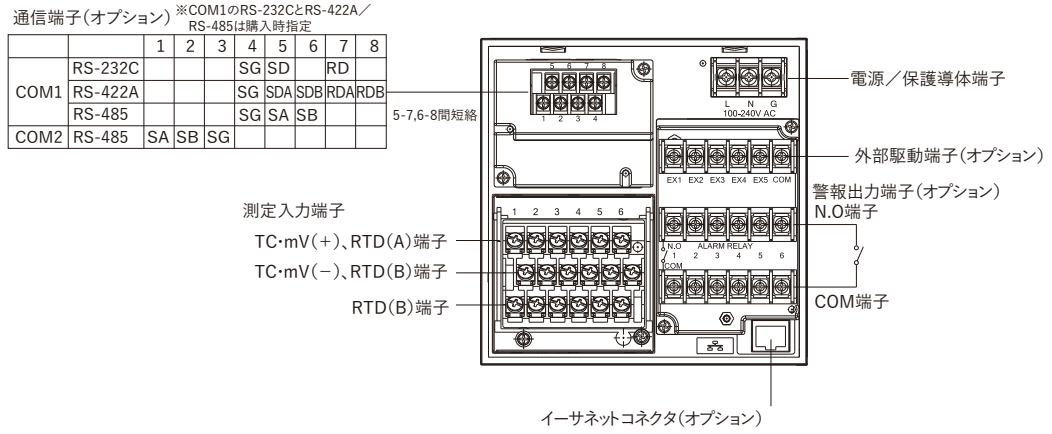 通信端子(オプション) ※COM1のRS-232CとRS-422A/
RS-485は購入時指定
1 2 3 4 5 6 7 8
COM1 RS-232C SG SD RD
RS-422A SG SDA SDB RDA RDB
RS-485 SG SA SB
5-7,6-8間短絡
COM2 RS-485 SA SB SG
5 6 7 8
1 2 3 4
L N G
100-240V AC
電源/保護導体端子
外部駆動端子(オプション)
EX1 EX2 EX3 EX4 EX5 COM
警報出力端子(オプション)
N.O端子
N.O ALARM RELAY
1 2 3 4 5 6
COM
COM端子
測定入力端子
1 2 3 4 5 6
TC・mV(+)、RTD(A)端子
TC・mV(−)、RTD(B)端子
RTD(B)端子
イーサネットコネクタ(オプション)